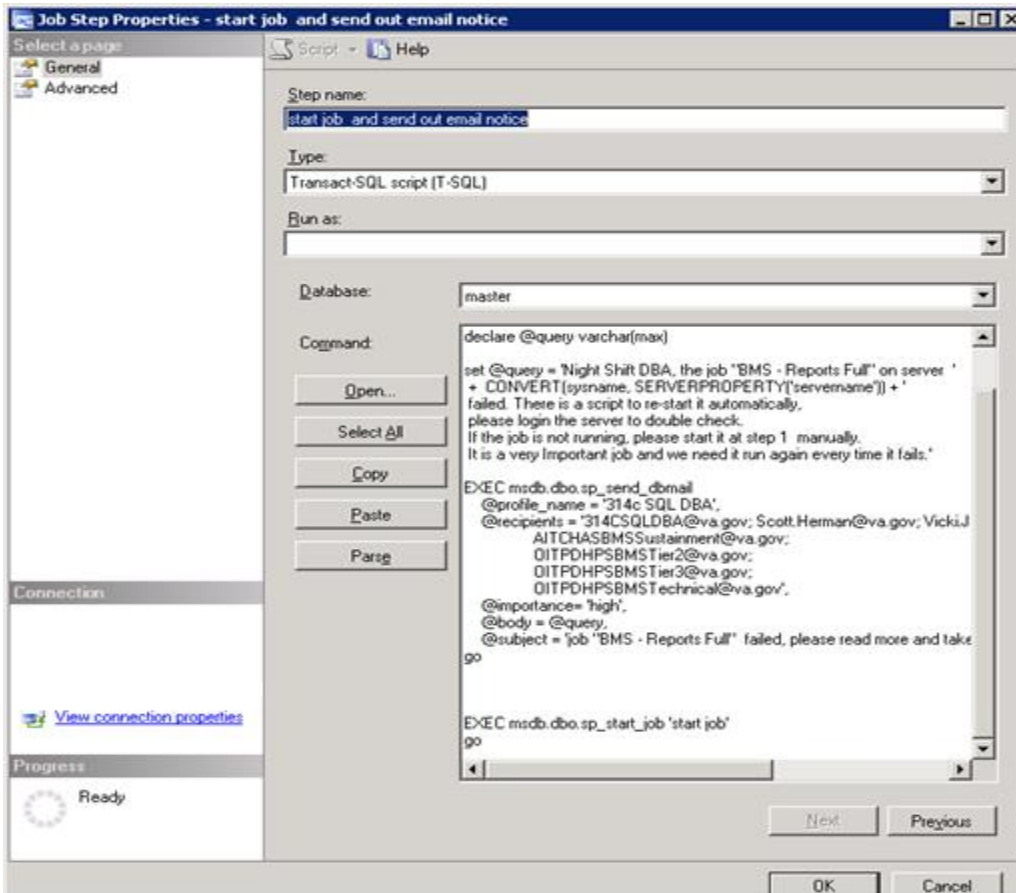 Job Step Properties - start job and send out email notice
Select a page
General
Advanced
Script
Help
Step name:
start job and send out email notice
Type:
Transact-SQL script (T-SQL)
Run as:
Database:
master
Command:
Open...
Select All
Copy
Paste
Parse
declare @query varchar(max)
set @query = 'Night Shift DBA, the job "BMS - Reports Full" on server '
+ CONVERT(sysname, SERVERPROPERTY('servername')) + '
failed. There is a script to re-start it automatically,
please login the server to double check.
If the job is not running, please start it at step 1 manually.
It is a very Important job and we need it run again every time it fails.'
EXEC msdb.dbo.sp_send_dbmail
@profile_name = '314c SQL DBA',
@recipients = '314CSQLDBA@va.gov; Scott.Herman@va.gov; Vicki.J
AITCHASBMSSustainment@va.gov;
OITPDHPSBMSTier2@va.gov;
OITPDHPSBMSTier3@va.gov;
OITPDHPSBMSTechnical@va.gov',
@importance= 'high',
@body = @query,
@subject = 'job "BMS - Reports Full" failed, please read more and take
go
EXEC msdb.dbo.sp_start_job 'start job'
go
Connection
View connection properties
Progress
Ready
Next
Previous
OK
Cancel